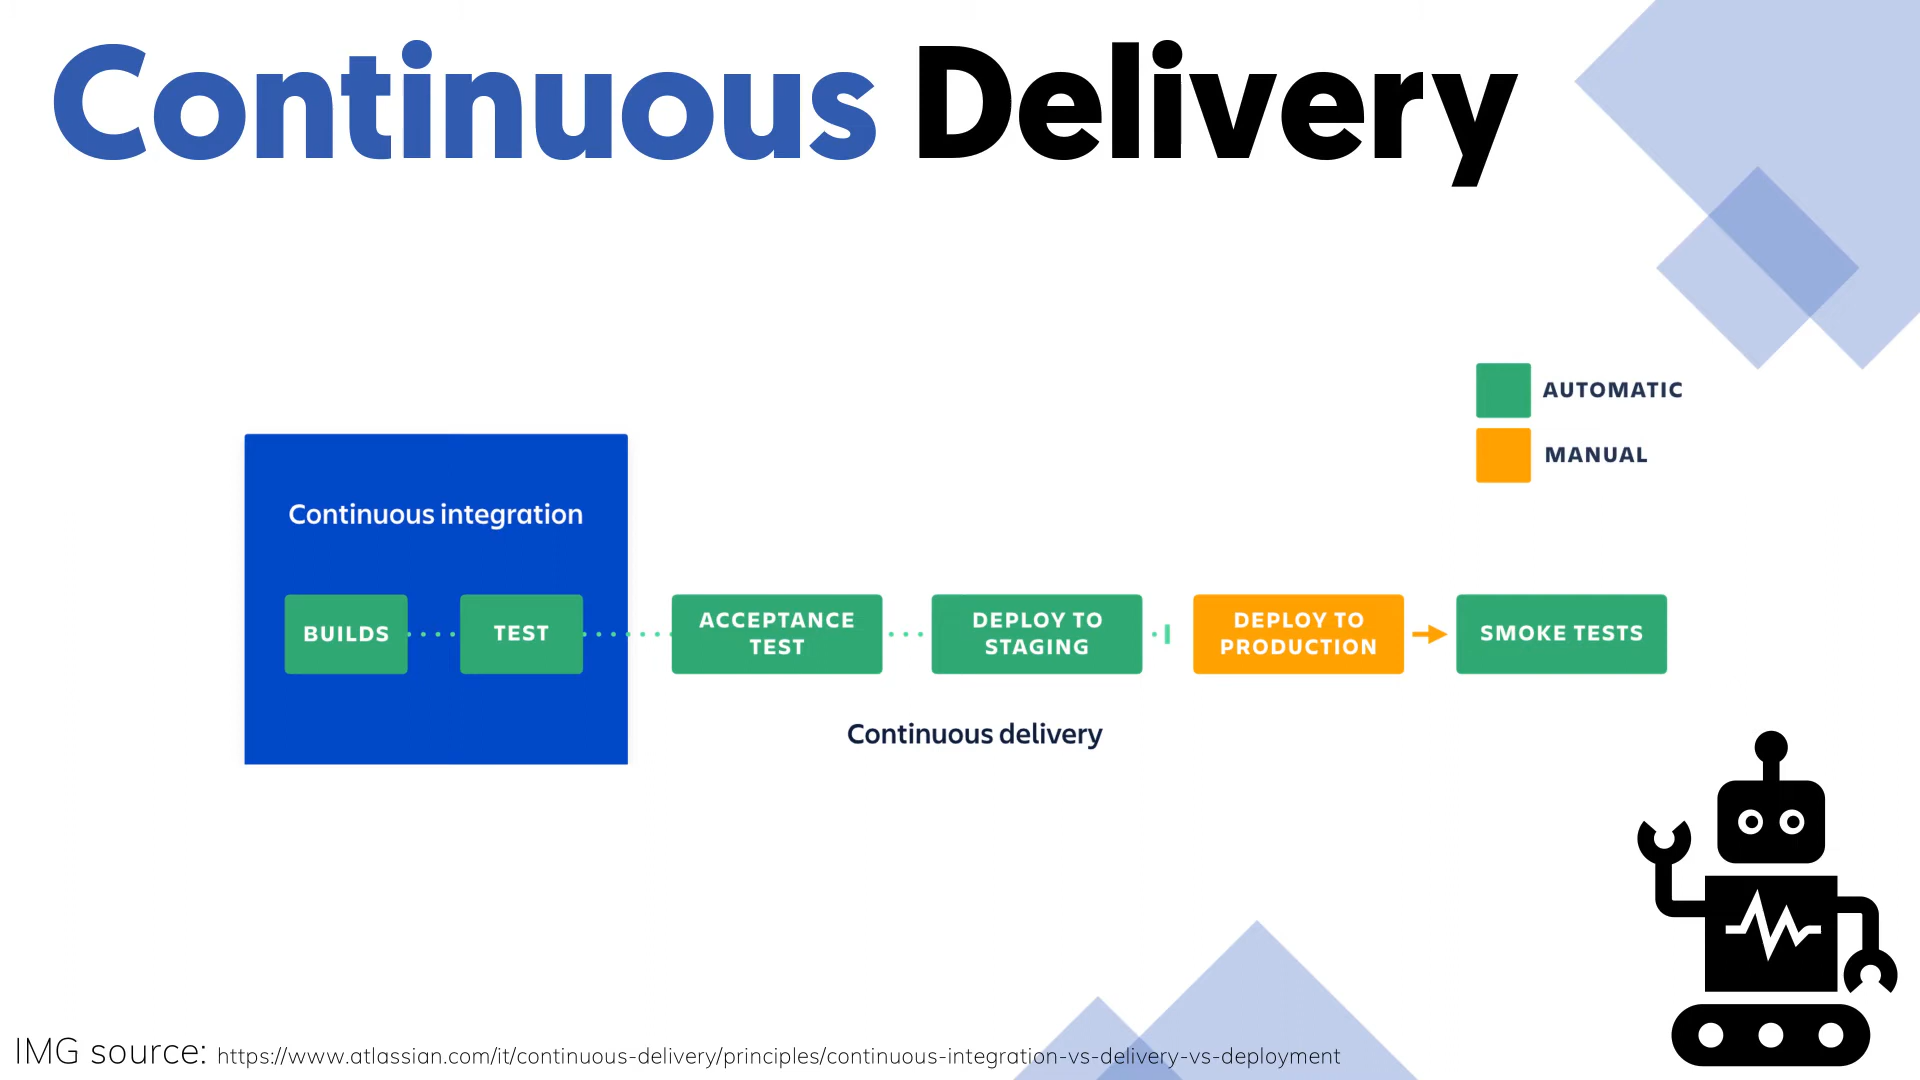 Continuous Delivery
AUTOMATIC
MANUAL
Continuous integration
BUILDS
TEST
ACCEPTANCE
TEST
DEPLOY TO
STAGING
DEPLOY TO
PRODUCTION
SMOKE TESTS
Continuous delivery
IMG source: https://www.atlassian.com/it/continuous-delivery/principles/continuous-integration-vs-delivery-vs-deployment